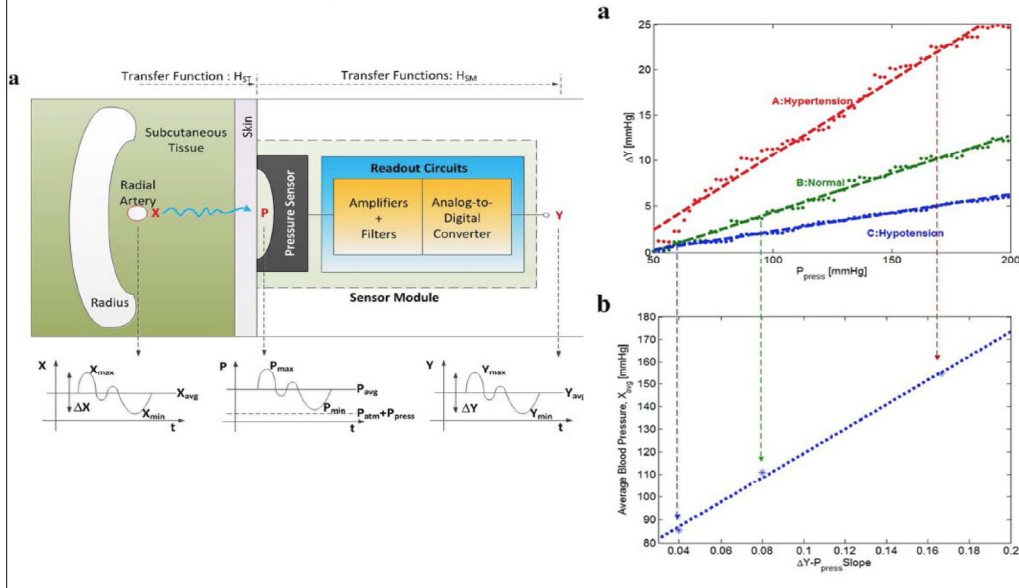 a
Transfer Function : H_ST
Transfer Functions: H_SM
Subcutaneous
Tissue
Skin
Radial
Artery
X
P
Pressure Sensor
Readout Circuits
Amplifiers
+
Filters
Analog-to-
Digital
Converter
Y
Radius
Sensor Module
X
X_max
ΔX
X_avg
X_min
t
P
P_max
P_avg
P_min
P_atm+P_press
t
Y
Y_max
ΔY
Y_avg
Y_min
t
a
25
20
15
10
5
0
ΔY [mmHg]
A:Hypertension
B:Normal
C:Hypotension
50
100
150
200
P_press [mmHg]
b
180
170
160
150
140
130
120
110
100
90
80
Average Blood Pressure, X_avg [mmHg]
0.04 0.06 0.08 0.1 0.12 0.14 0.16 0.18 0.2
ΔY-P_press Slope